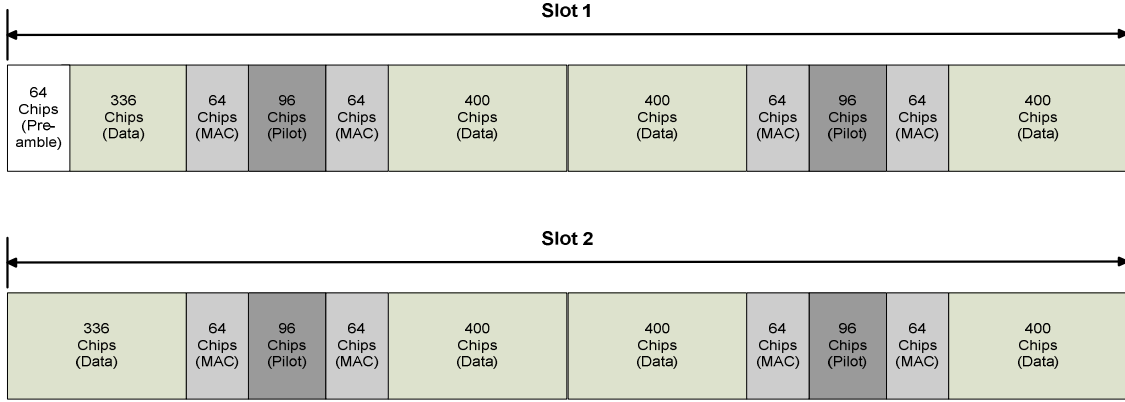 Slot 1
64
Chips
(Pre-
amble)
336
Chips
(Data)
64
Chips
(MAC)
96
Chips
(Pilot)
64
Chips
(MAC)
400
Chips
(Data)
400
Chips
(Data)
64
Chips
(MAC)
96
Chips
(Pilot)
64
Chips
(MAC)
400
Chips
(Data)
Slot 2
336
Chips
(Data)
64
Chips
(MAC)
96
Chips
(Pilot)
64
Chips
(MAC)
400
Chips
(Data)
400
Chips
(Data)
64
Chips
(MAC)
96
Chips
(Pilot)
64
Chips
(MAC)
400
Chips
(Data)